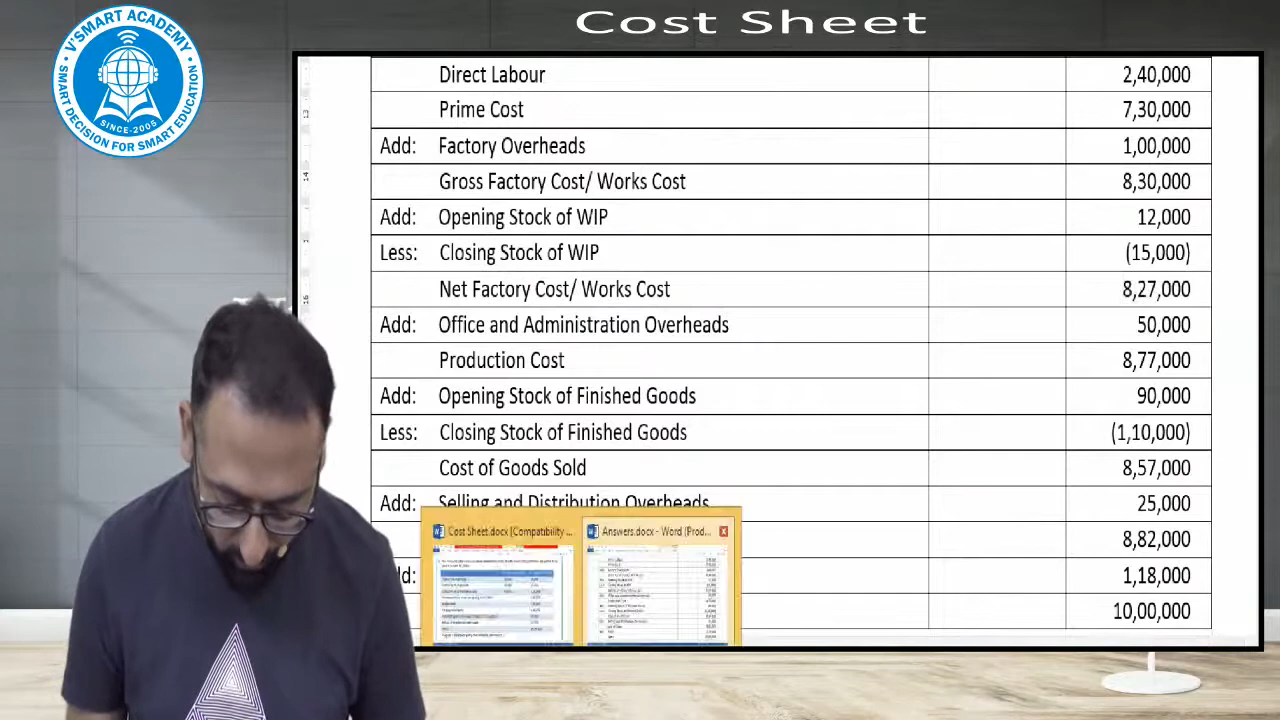 Cost Sheet
V'SMART ACADEMY
SMART DECISION FOR SMART EDUCATION
SINCE-2005
Direct Labour 2,40,000
Prime Cost 7,30,000
Add: Factory Overheads 1,00,000
Gross Factory Cost/ Works Cost 8,30,000
Add: Opening Stock of WIP 12,000
Less: Closing Stock of WIP (15,000)
Net Factory Cost/ Works Cost 8,27,000
Add: Office and Administration Overheads 50,000
Production Cost 8,77,000
Add: Opening Stock of Finished Goods 90,000
Less: Closing Stock of Finished Goods (1,10,000)
Cost of Goods Sold 8,57,000
Add: Selling and Distribution Overheads 25,000
8,82,000
1,18,000
10,00,000
Cost Sheet.docx [Compatibility ...
Answers.docx - Word (Prod...
13
14
16